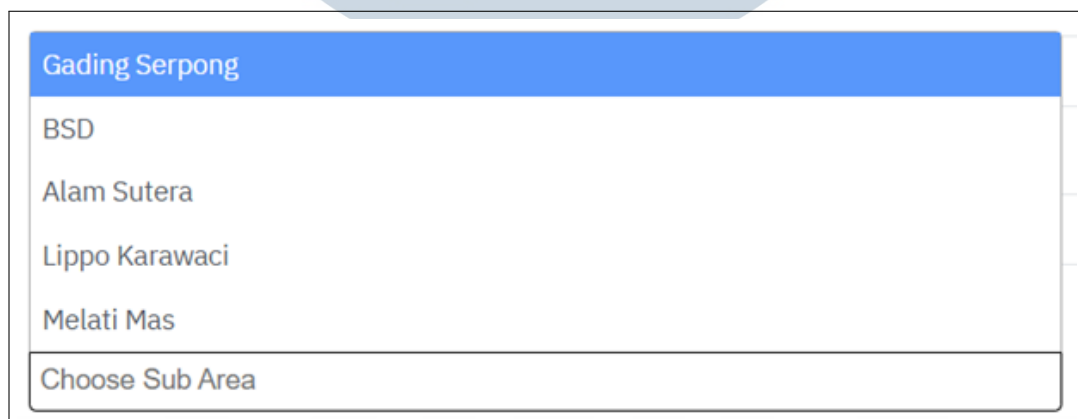 Gading Serpong
BSD
Alam Sutera
Lippo Karawaci
Melati Mas
Choose Sub Area